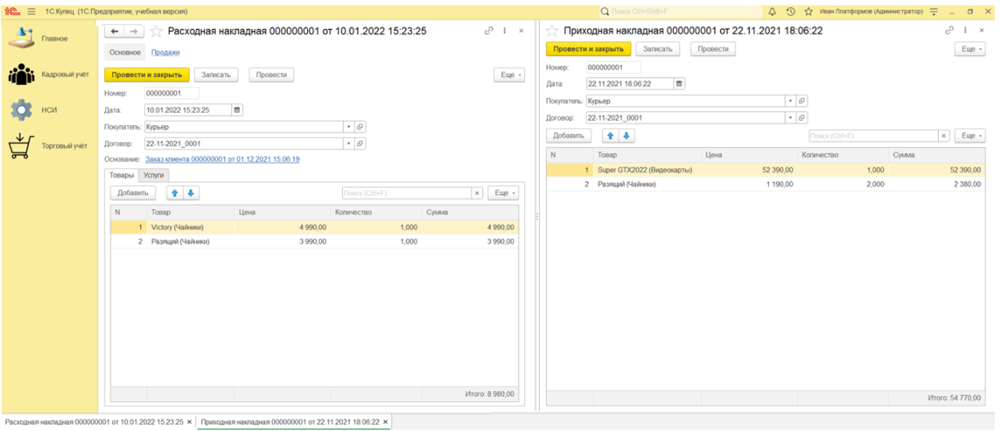 1С:Купец (1С:Предприятие, учебная версия)
Поиск Ctrl+Shift+F
Иван Платформов (Администратор)
Главное
Кадровый учёт
НСИ
Торговый учёт
Расходная накладная 000000001 от 10.01.2022 15:23:25
Основное Продажи
Провести и закрыть Записать Провести Еще
Номер: 000000001
Дата: 10.01.2022 15:23:25
Покупатель: Курьер
Договор: 22-11-2021_0001
Основание: Заказ клиента 000000001 от 01.12.2021 15:06:19
Товары Услуги
Добавить Поиск (Ctrl+F) Еще
N Товар Цена Количество Сумма
1 Victory (Чайники) 4 990,00 1,000 4 990,00
2 Разящий (Чайники) 3 990,00 1,000 3 990,00
Итого: 8 980,00
Приходная накладная 000000001 от 22.11.2021 18:06:22
Провести и закрыть Записать Провести Еще
Номер: 000000001
Дата: 22.11.2021 18:06:22
Покупатель: Курьер
Договор: 22-11-2021_0001
Добавить Поиск (Ctrl+F) Еще
N Товар Цена Количество Сумма
1 Super GTX2022 (Видеокарты) 52 390,00 1,000 52 390,00
2 Разящий (Чайники) 1 190,00 2,000 2 380,00
Итого: 54 770,00
Расходная накладная 000000001 от 10.01.2022 15:23:25 Приходная накладная 000000001 от 22.11.2021 18:06:22